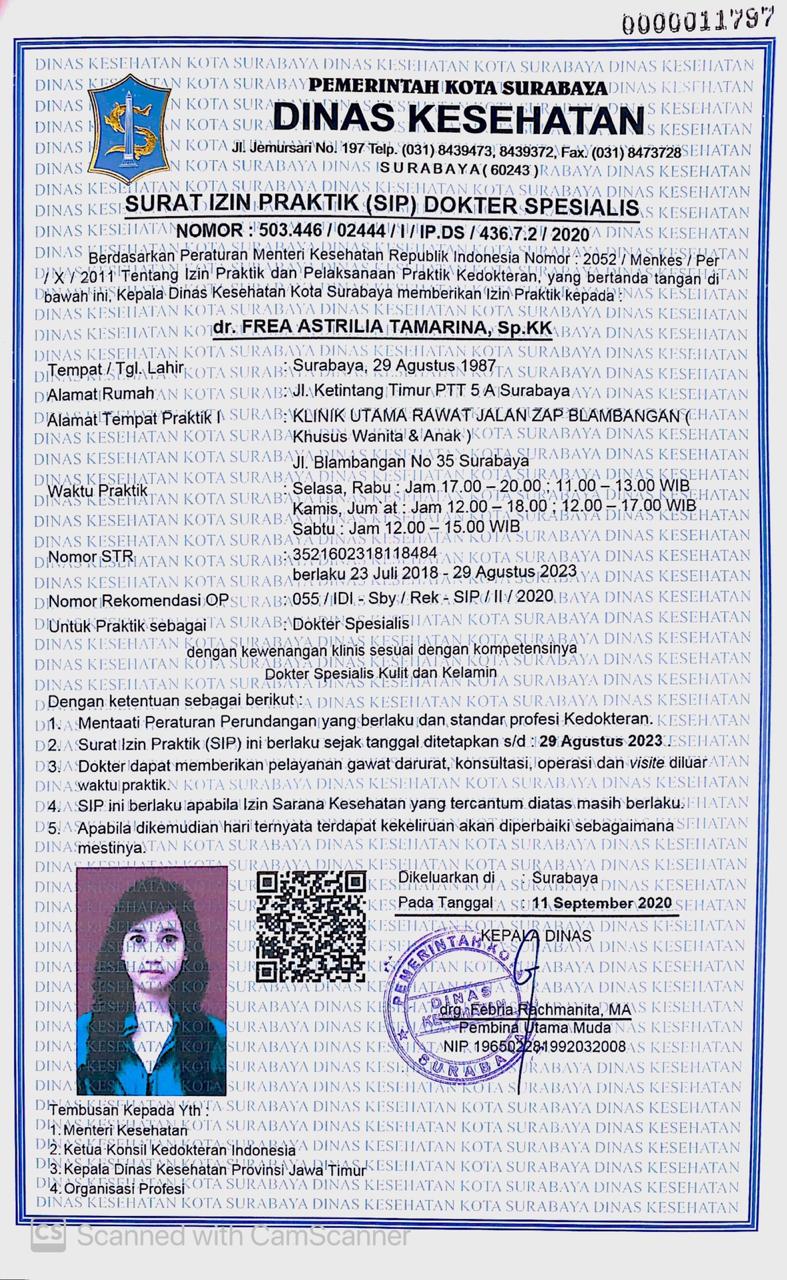 0000011797
PEMERINTAH KOTA SURABAYA
DINAS KESEHATAN
Jl. Jemursari No. 197 Telp. (031) 8439473, 8439372, Fax. (031) 8473728
SURABAYA ( 60243 )
SURAT IZIN PRAKTIK (SIP) DOKTER SPESIALIS
NOMOR : 503.446 / 02444 / I / IP.DS / 436.7.2 / 2020
Berdasarkan Peraturan Menteri Kesehatan Republik Indonesia Nomor : 2052 / Menkes / Per
/ X / 2011 Tentang Izin Praktik dan Pelaksanaan Praktik Kedokteran, yang bertanda tangan di
bawah ini, Kepala Dinas Kesehatan Kota Surabaya memberikan Izin Praktik kepada :
dr. FREA ASTRILIA TAMARINA, Sp.KK
Tempat / Tgl. Lahir : Surabaya, 29 Agustus 1987
Alamat Rumah : Jl. Ketintang Timur PTT 5 A Surabaya
Alamat Tempat Praktik I : KLINIK UTAMA RAWAT JALAN ZAP BLAMBANGAN (
Khusus Wanita & Anak )
Jl. Blambangan No 35 Surabaya
Waktu Praktik : Selasa, Rabu : Jam 17.00 – 20.00 ; 11.00 – 13.00 WIB
Kamis, Jum at : Jam 12.00 – 18.00 ; 12.00 – 17.00 WIB
Sabtu : Jam 12.00 – 15.00 WIB
Nomor STR : 3521602318118484
berlaku 23 Juli 2018 - 29 Agustus 2023
Nomor Rekomendasi OP : 055 / IDI - Sby / Rek - SIP / II / 2020
Untuk Praktik sebagai : Dokter Spesialis
dengan kewenangan klinis sesuai dengan kompetensinya
Dokter Spesialis Kulit dan Kelamin
Dengan ketentuan sebagai berikut :
1. Mentaati Peraturan Perundangan yang berlaku dan standar profesi Kedokteran.
2. Surat Izin Praktik (SIP) ini berlaku sejak tanggal ditetapkan s/d : 29 Agustus 2023 .
3. Dokter dapat memberikan pelayanan gawat darurat, konsultasi, operasi dan visite diluar
waktu praktik.
4. SIP ini berlaku apabila Izin Sarana Kesehatan yang tercantum diatas masih berlaku.
5. Apabila dikemudian hari ternyata terdapat kekeliruan akan diperbaiki sebagaimana
mestinya.
Dikeluarkan di : Surabaya
Pada Tanggal : 11 September 2020
KEPALA DINAS
PEMERINTAH KO
DINAS
KESEHATAN
SURABAYA
drg. Febria Rachmanita, MA
Pembina Utama Muda
NIP 196502281992032008
Tembusan Kepada Yth :
1. Menteri Kesehatan
2. Ketua Konsil Kedokteran Indonesia
3. Kepala Dinas Kesehatan Provinsi Jawa Timur
4. Organisasi Profesi
CS Scanned with CamScanner